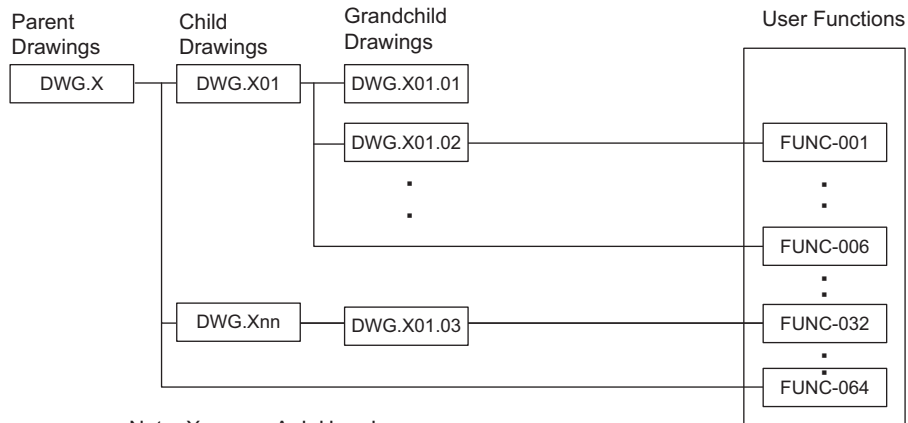 Parent
Drawings
Child
Drawings
Grandchild
Drawings
User Functions
DWG.X
DWG.X01
DWG.X01.01
DWG.X01.02
FUNC-001
FUNC-006
DWG.Xnn
DWG.X01.03
FUNC-032
FUNC-064